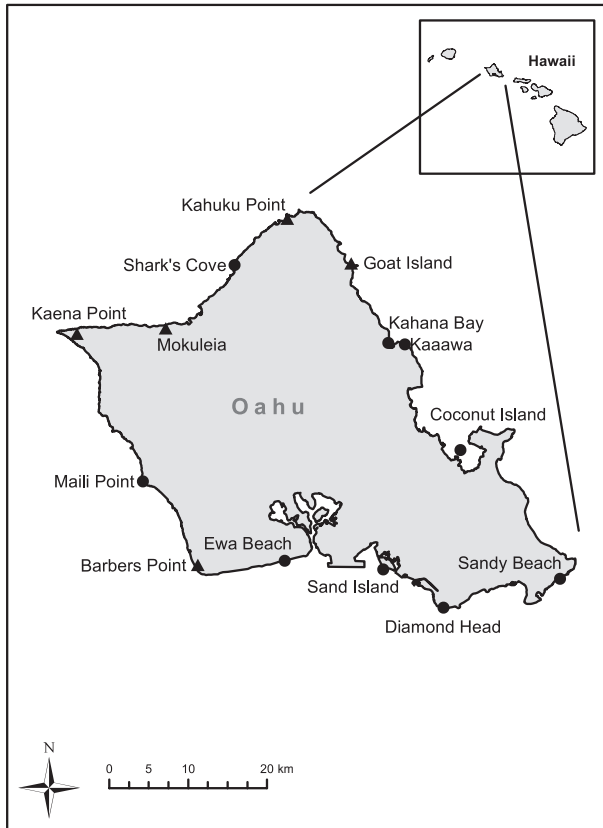 Hawaii
Kahuku Point
Shark's Cove
Goat Island
Kaena Point
Mokuleia
Kahana Bay
Kaaawa
Oahu
Coconut Island
Maili Point
Ewa Beach
Barbers Point
Sand Island
Sandy Beach
Diamond Head
N
0 5 10 20 km